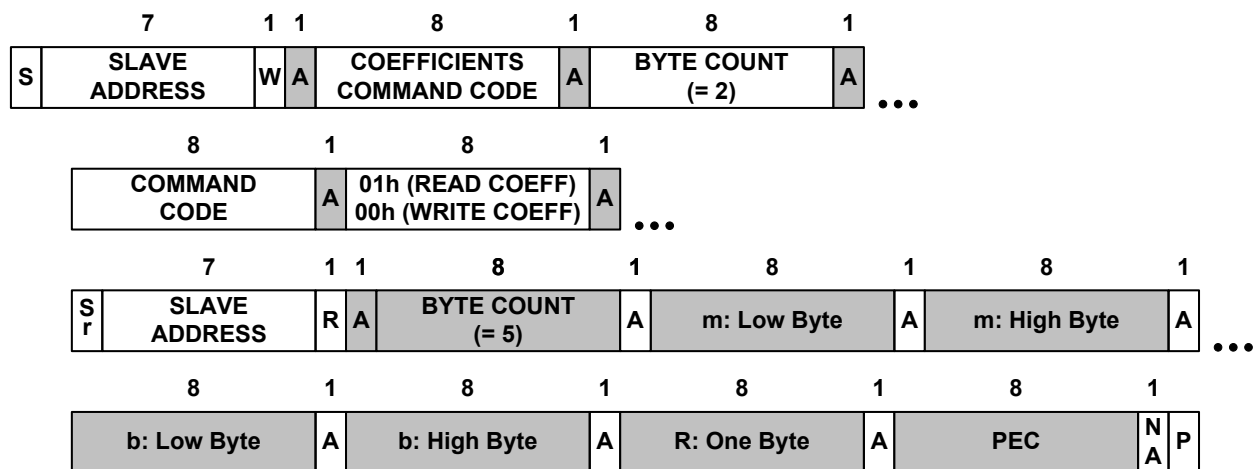 7 1 1 8 1 8 1
S SLAVE ADDRESS W A COEFFICIENTS COMMAND CODE A BYTE COUNT (= 2) A ...
8 1 8 1
COMMAND CODE A 01h (READ COEFF) 00h (WRITE COEFF) A ...
7 1 1 8 1 8 1 8 1
Sr SLAVE ADDRESS R A BYTE COUNT (= 5) A m: Low Byte A m: High Byte A ...
8 1 8 1 8 1 8 1
b: Low Byte A b: High Byte A R: One Byte A PEC NA P